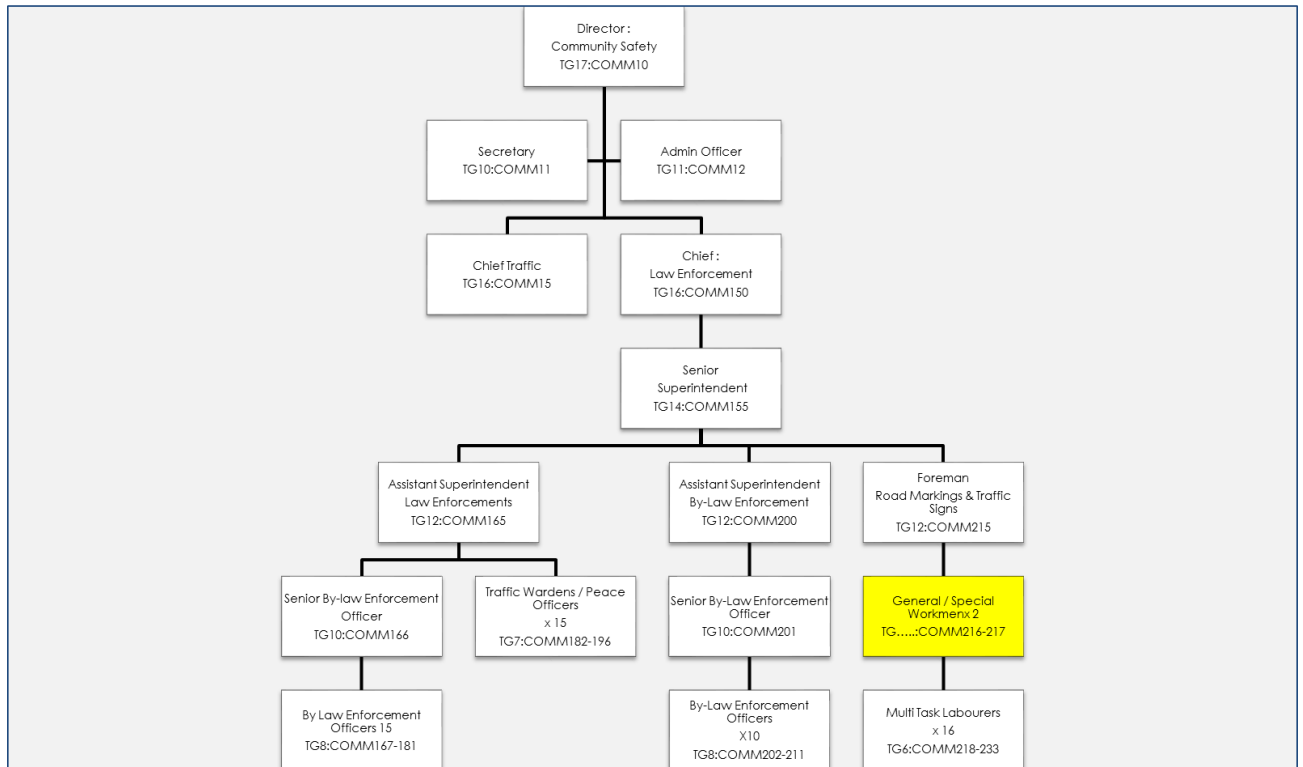 Director :
Community Safety
TG17:COMM10
Secretary
TG10:COMM11
Admin Officer
TG11:COMM12
Chief Traffic
TG16:COMM15
Chief :
Law Enforcement
TG16:COMM150
Senior
Superintendent
TG14:COMM155
Assistant Superintendent
Law Enforcements
TG12:COMM165
Assistant Superintendent
By-Law Enforcement
TG12:COMM200
Foreman
Road Markings & Traffic
Signs
TG12:COMM215
Senior By-law Enforcement
Officer
TG10:COMM166
Traffic Wardens / Peace
Officers
x 15
TG7:COMM182-196
Senior By-Law Enforcement
Officer
TG10:COMM201
General / Special
Workmenx 2
TG…..:COMM216-217
By Law Enforcement
Officers 15
TG8:COMM167-181
By-Law Enforcement
Officers
X10
TG8:COMM202-211
Multi Task Labourers
x 16
TG6:COMM218-233